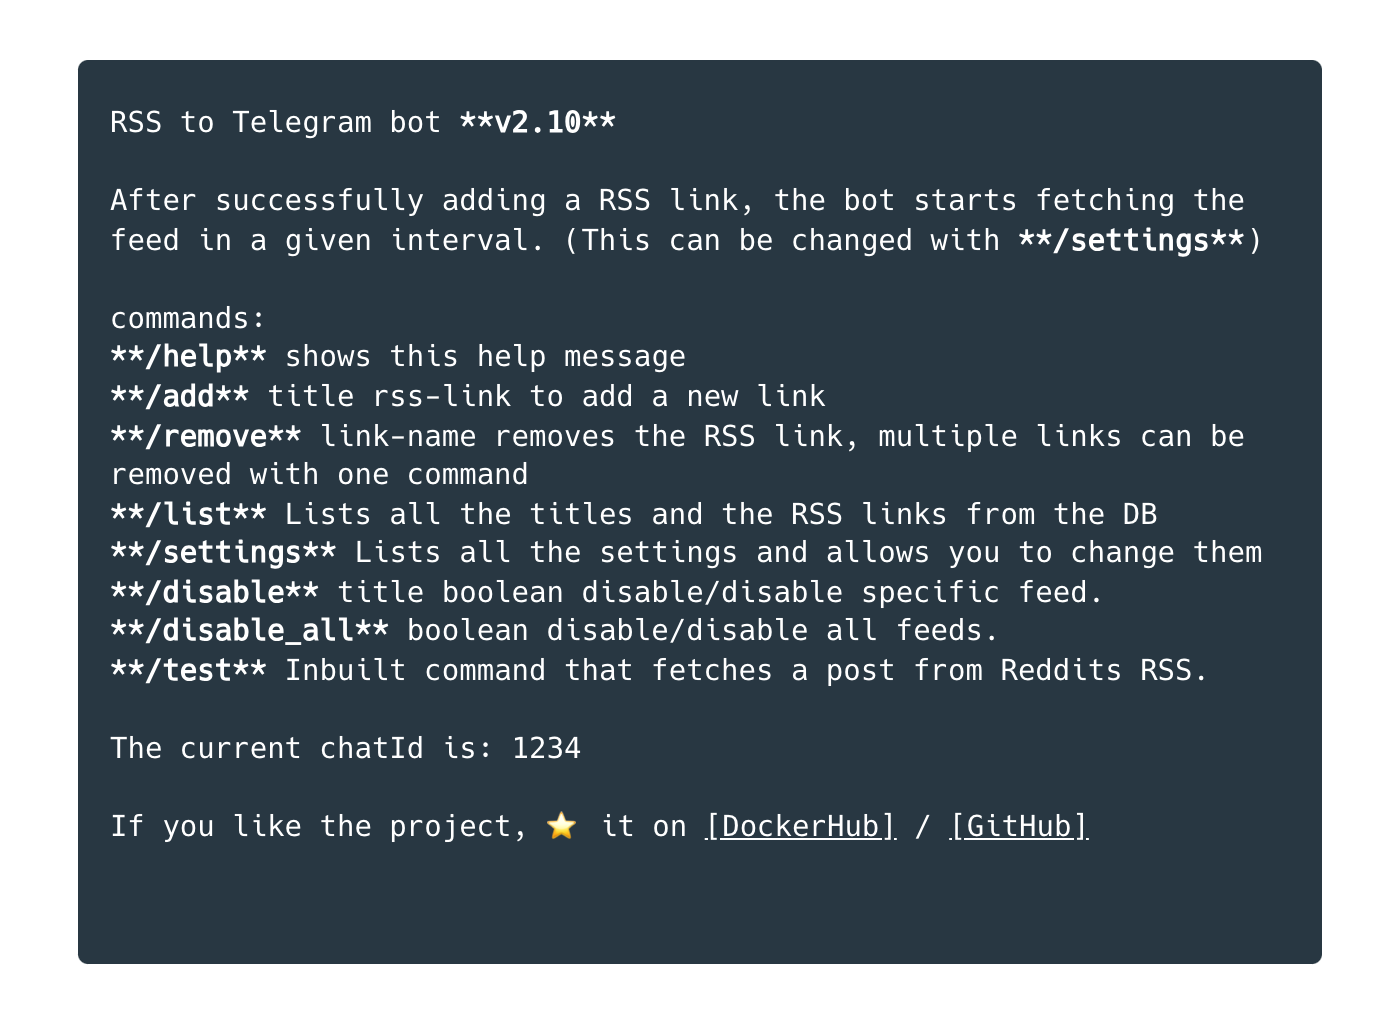 RSS to Telegram bot **v2.10**
After successfully adding a RSS link, the bot starts fetching the
feed in a given interval. (This can be changed with **/settings**)
commands:
**/help** shows this help message
**/add** title rss-link to add a new link
**/remove** link-name removes the RSS link, multiple links can be
removed with one command
**/list** Lists all the titles and the RSS links from the DB
**/settings** Lists all the settings and allows you to change them
**/disable** title boolean disable/disable specific feed.
**/disable_all** boolean disable/disable all feeds.
**/test** Inbuilt command that fetches a post from Reddits RSS.
The current chatId is: 1234
If you like the project, ⭐ it on [DockerHub] / [GitHub]